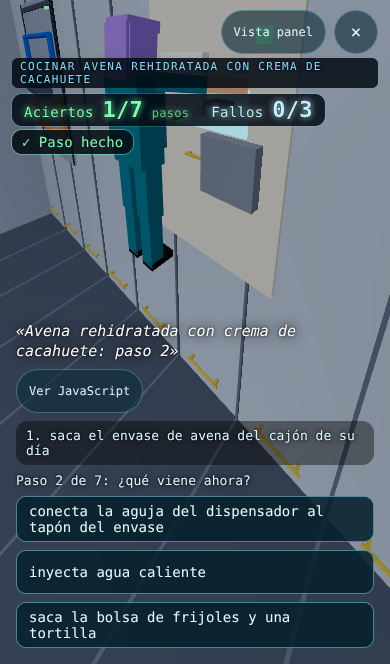 Vista panel
×
COCINAR AVENA REHIDRATADA CON CREMA DE
CACAHUETE
Aciertos 1/7 pasos Fallos 0/3
✓ Paso hecho
«Avena rehidratada con crema de
cacahuete: paso 2»
Ver JavaScript
1. saca el envase de avena del cajón de su
día
Paso 2 de 7: ¿qué viene ahora?
conecta la aguja del dispensador al
tapón del envase
inyecta agua caliente
saca la bolsa de frijoles y una
tortilla